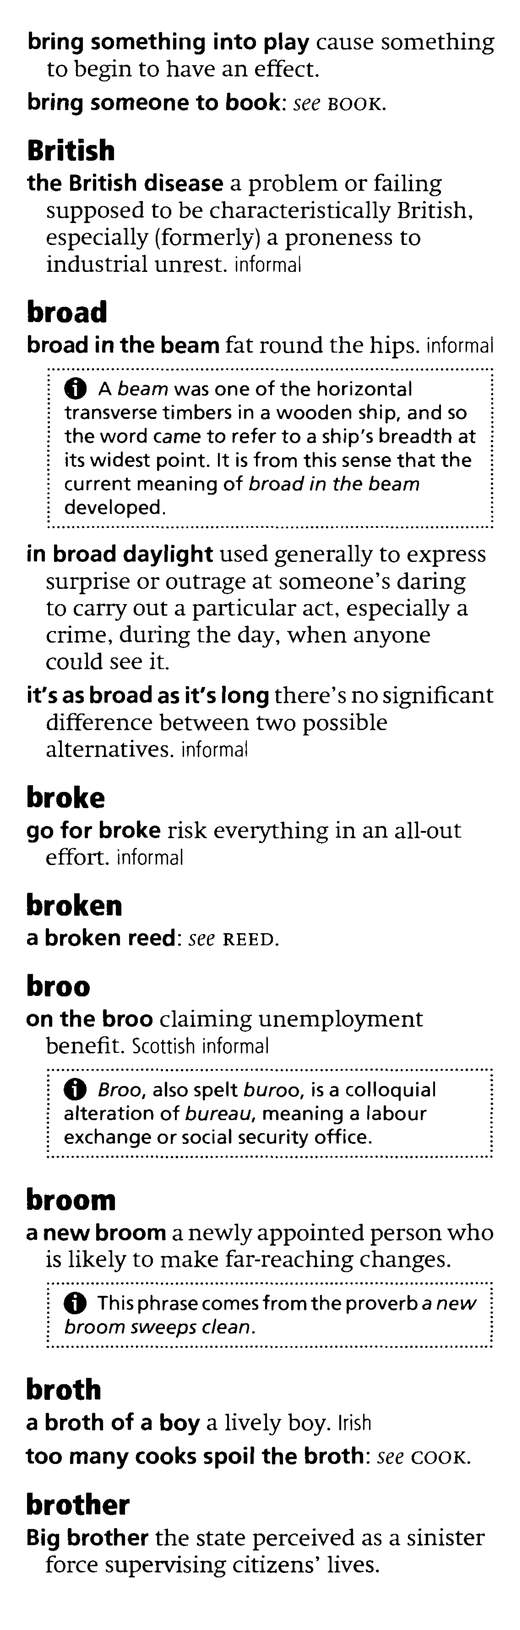 bring something into play cause something
to begin to have an effect.
bring someone to book: see BOOK.
British
the British disease a problem or failing
supposed to be characteristically British,
especially (formerly) a proneness to
industrial unrest. informal
broad
broad in the beam fat round the hips. informal
A beam was one of the horizontal
transverse timbers in a wooden ship, and so
the word came to refer to a ship's breadth at
its widest point. It is from this sense that the
current meaning of broad in the beam
developed.
in broad daylight used generally to express
surprise or outrage at someone's daring
to carry out a particular act, especially a
crime, during the day, when anyone
could see it.
it's as broad as it's long there's no significant
difference between two possible
alternatives. informal
broke
go for broke risk everything in an all-out
effort. informal
broken
a broken reed: see REED.
broo
on the broo claiming unemployment
benefit. Scottish informal
Broo, also spelt buroo, is a colloquial
alteration of bureau, meaning a labour
exchange or social security office.
broom
a new broom a newly appointed person who
is likely to make far-reaching changes.
This phrase comes from the proverb a new
broom sweeps clean.
broth
a broth of a boy a lively boy. Irish
too many cooks spoil the broth: see COOK.
brother
Big brother the state perceived as a sinister
force supervising citizens' lives.